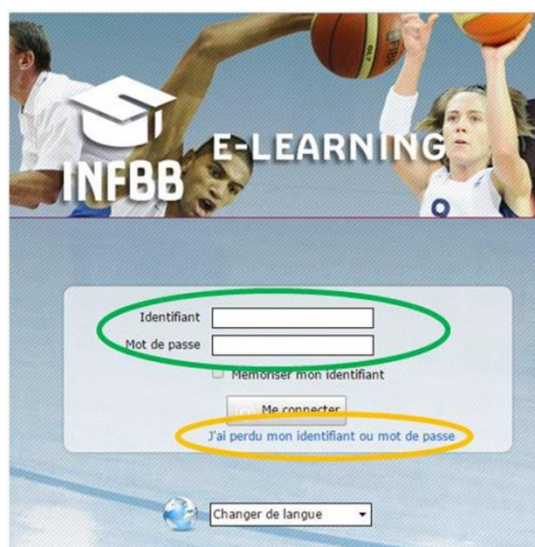 INFBB
E-LEARNING
9
Identifiant
Mot de passe
Mémoriser mon identifiant
Me connecter
J'ai perdu mon identifiant ou mot de passe
Changer de langue